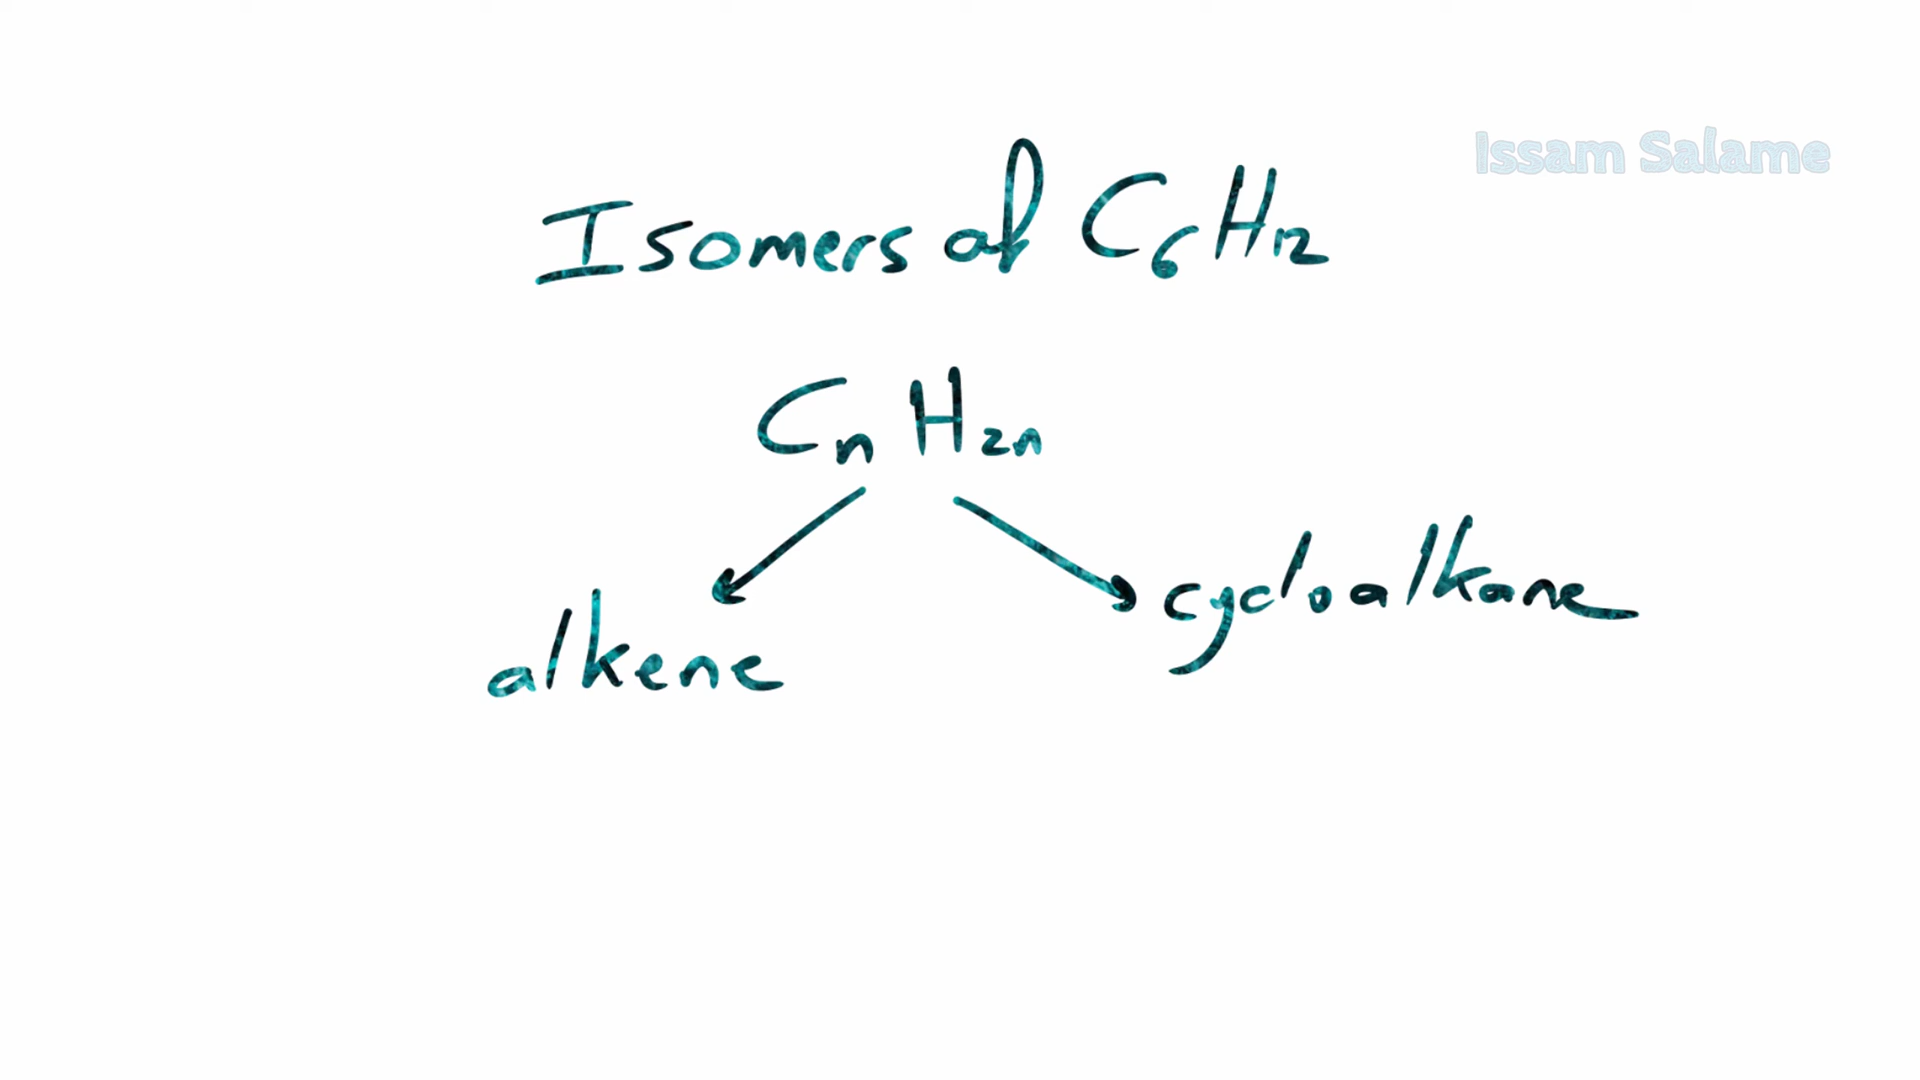 Issam Salame
Isomers of C6H12
CnH2n
alkene
cycloalkane